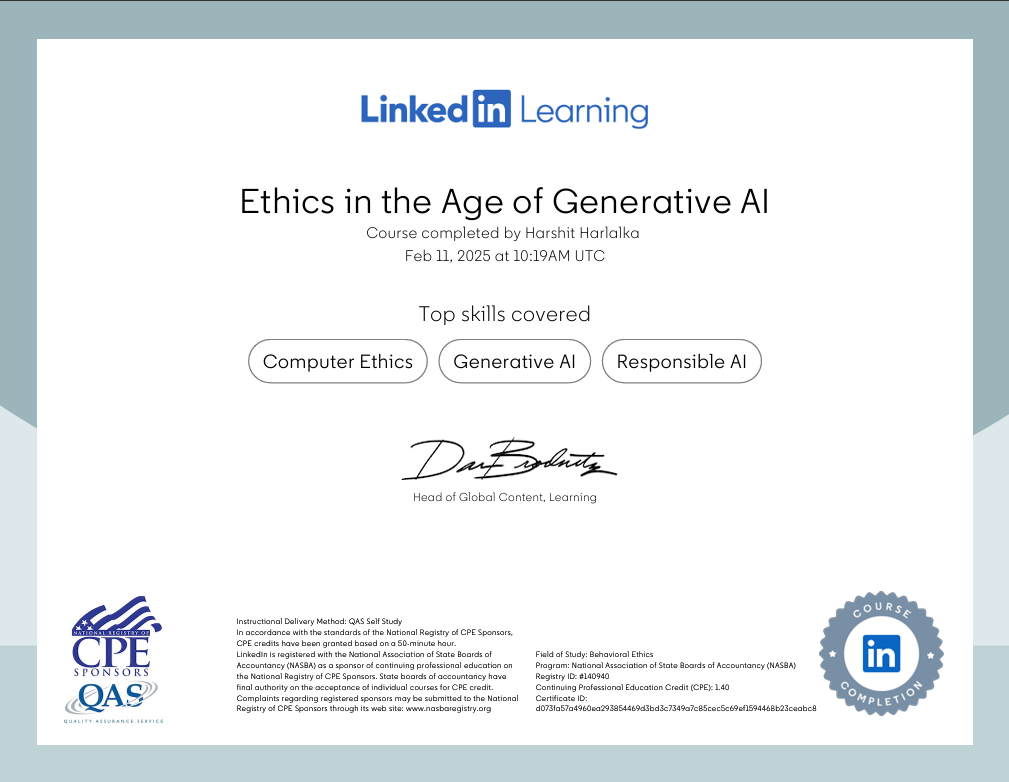 Linked in Learning
Ethics in the Age of Generative AI
Course completed by Harshit Harlalka
Feb 11, 2025 at 10:19AM UTC
Top skills covered
Computer Ethics
Generative AI
Responsible AI
Dan Brodnitz
Head of Global Content, Learning
NATIONAL REGISTRY OF
CPE
SPONSORS
QAS
QUALITY ASSURANCE SERVICE
Instructional Delivery Method: QAS Self Study
In accordance with the standards of the National Registry of CPE Sponsors,
CPE credits have been granted based on a 50-minute hour.
LinkedIn is registered with the National Association of State Boards of
Accountancy (NASBA) as a sponsor of continuing professional education on
the National Registry of CPE Sponsors. State boards of accountancy have
final authority on the acceptance of individual courses for CPE credit.
Complaints regarding registered sponsors may be submitted to the National
Registry of CPE Sponsors through its web site: www.nasbaregistry.org
Field of Study: Behavioral Ethics
Program: National Association of State Boards of Accountancy (NASBA)
Registry ID: #140940
Continuing Professional Education Credit (CPE): 1.40
Certificate ID:
d073fa57a4960ea293854469d3bd3c7349a7c85cec5c69ef1594468b23ceabc8
COURSE
in
COMPLETION